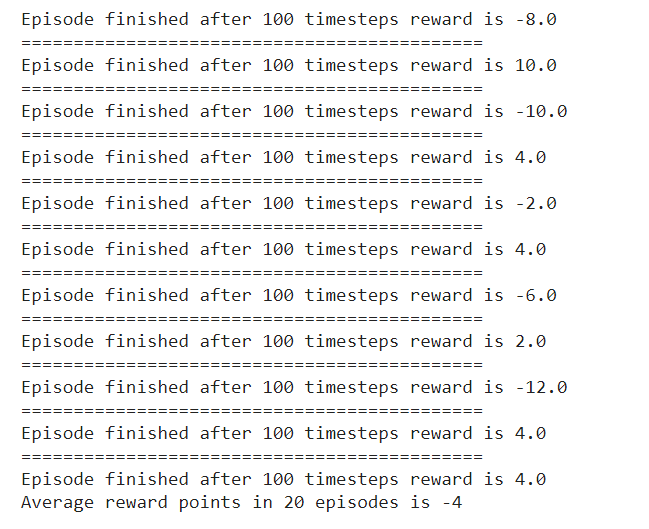 Episode finished after 100 timesteps reward is -8.0
============================================
Episode finished after 100 timesteps reward is 10.0
============================================
Episode finished after 100 timesteps reward is -10.0
============================================
Episode finished after 100 timesteps reward is 4.0
============================================
Episode finished after 100 timesteps reward is -2.0
============================================
Episode finished after 100 timesteps reward is 4.0
============================================
Episode finished after 100 timesteps reward is -6.0
============================================
Episode finished after 100 timesteps reward is 2.0
============================================
Episode finished after 100 timesteps reward is -12.0
============================================
Episode finished after 100 timesteps reward is 4.0
============================================
Episode finished after 100 timesteps reward is 4.0
Average reward points in 20 episodes is -4